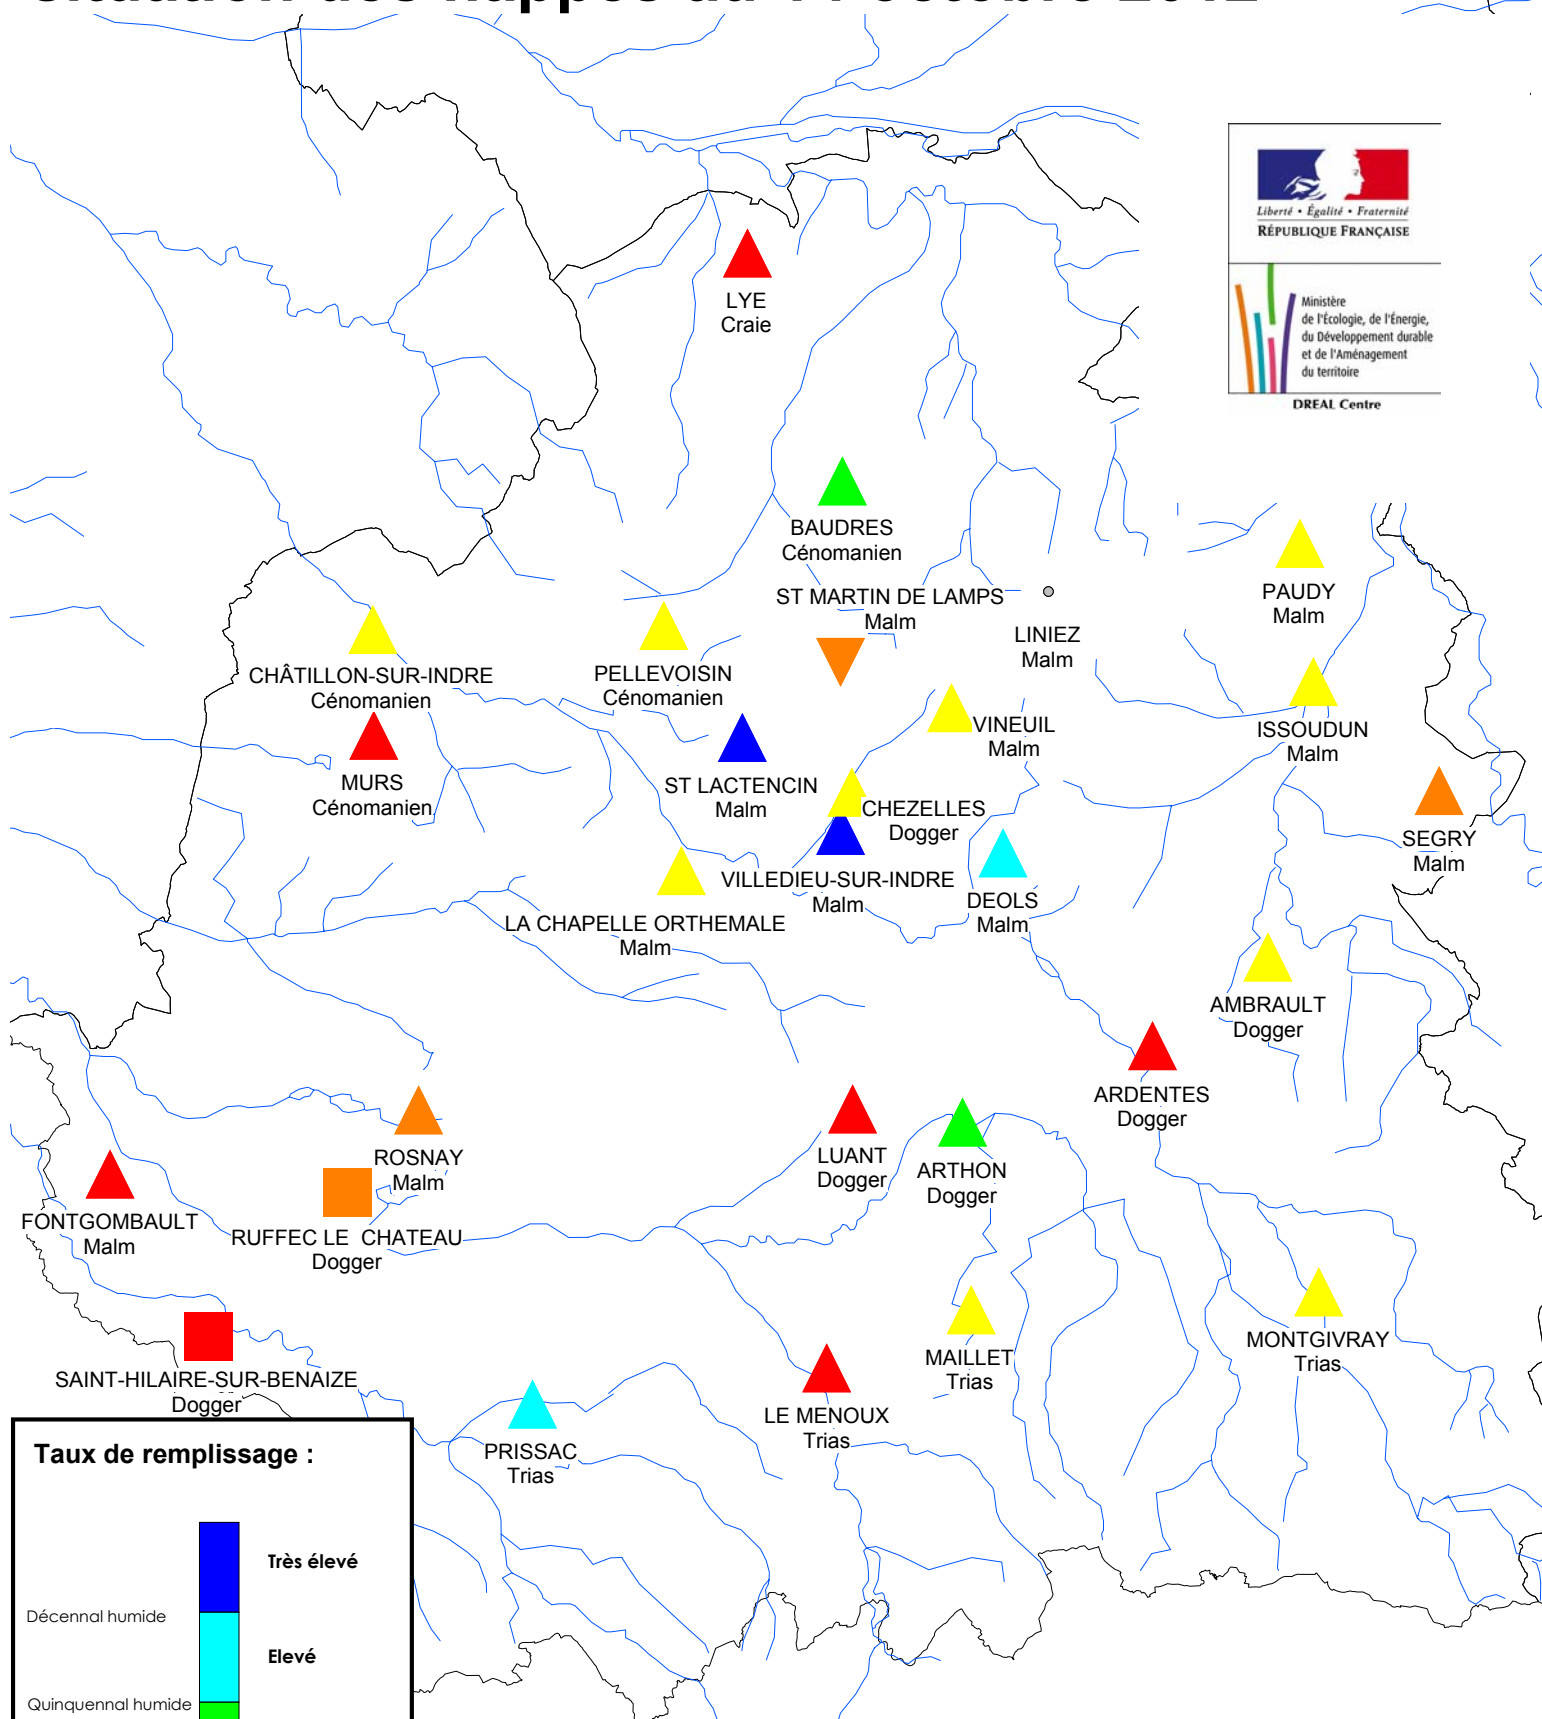 Liberté • Égalité • Fraternité
RÉPUBLIQUE FRANÇAISE
Ministère
de l'Écologie, de l'Énergie,
du Développement durable
et de l'Aménagement
du territoire
DREAL Centre
LYE
Craie
BAUDRES
Cénomanien
ST MARTIN DE LAMPS
Malm
LINIEZ
Malm
PAUDY
Malm
CHÂTILLON-SUR-INDRE
Cénomanien
PELLEVOISIN
Cénomanien
VINEUIL
Malm
ISSOUDUN
Malm
MURS
Cénomanien
ST LACTENCIN
Malm
CHEZELLES
Dogger
SEGRY
Malm
VILLEDIEU-SUR-INDRE
Malm
DEOLS
Malm
LA CHAPELLE ORTHEMALE
Malm
AMBRAULT
Dogger
ARDENTES
Dogger
ROSNAY
Malm
LUANT
Dogger
ARTHON
Dogger
FONTGOMBAULT
Malm
RUFFEC LE CHATEAU
Dogger
MONTGIVRAY
Trias
MAILLET
Trias
SAINT-HILAIRE-SUR-BENAIZE
Dogger
LE MENOUX
Trias
PRISSAC
Trias
Taux de remplissage :
Très élevé
Décennal humide
Elevé
Quinquennal humide